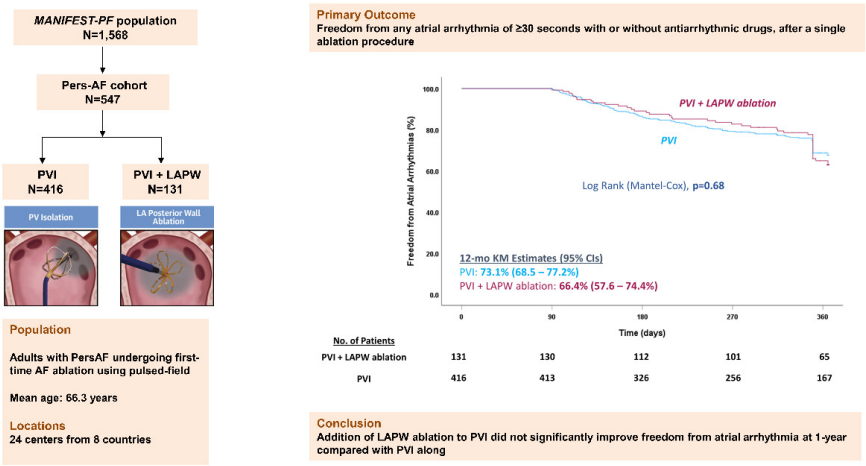 MANIFEST-PF population
N=1,568
Pers-AF cohort
N=547
PVI
N=416
PVI + LAPW
N=131
PV Isolation
LA Posterior Wall
Ablation
Population
Adults with PersAF undergoing first-
time AF ablation using pulsed-field
Mean age: 66.3 years
Locations
24 centers from 8 countries
Primary Outcome
Freedom from any atrial arrhythmia of ≥30 seconds with or without antiarrhythmic drugs, after a single
ablation procedure
Freedom from Atrial Arrhythmias (%)
100.0
80.0
60.0
40.0
20.0
0.0
PVI + LAPW ablation
PVI
Log Rank (Mantel-Cox), p=0.68
12-mo KM Estimates (95% CIs)
PVI: 73.1% (68.5 – 77.2%)
PVI + LAPW ablation: 66.4% (57.6 – 74.4%)
0 90 180 270 360
Time (days)
No. of Patients
PVI + LAPW ablation 131 130 112 101 65
PVI 416 413 326 256 167
Conclusion
Addition of LAPW ablation to PVI did not significantly improve freedom from atrial arrhythmia at 1-year
compared with PVI along